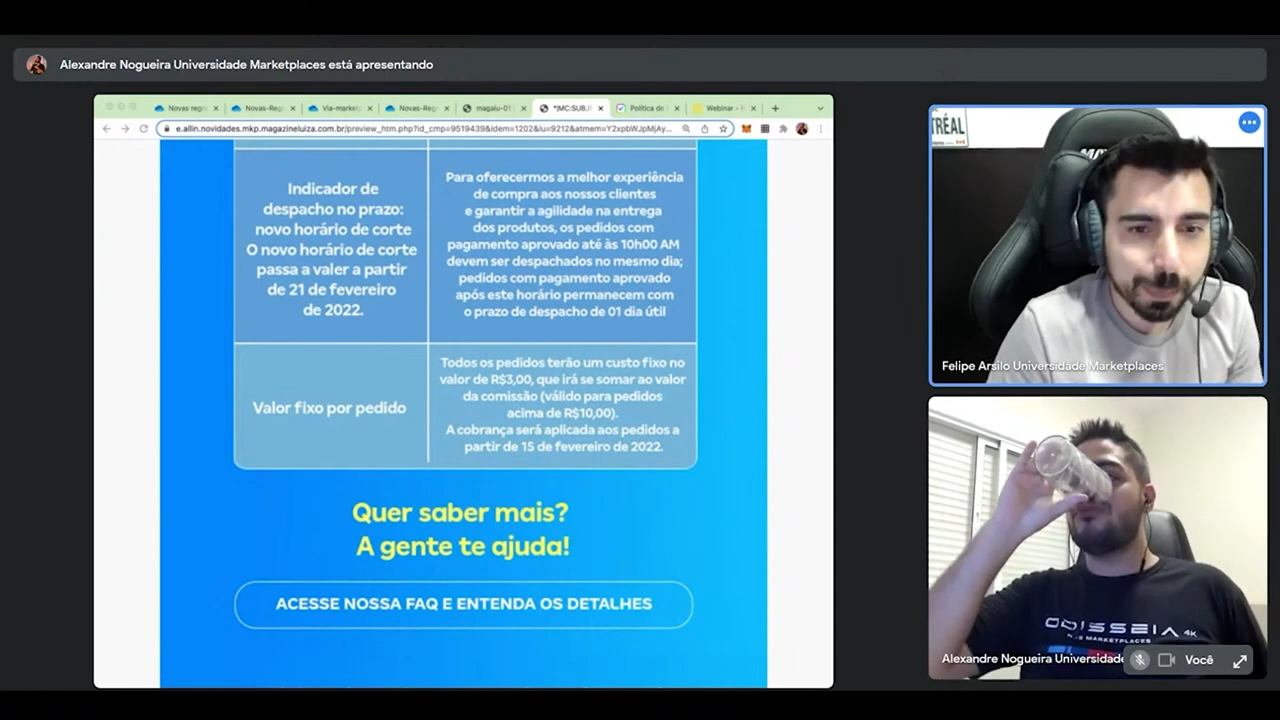 Alexandre Nogueira Universidade Marketplaces está apresentando
Novas regr
Novas-Reg
Via-market
Novas-Reg
magalu-01
*|MC:SUBJ
Política de
Webinar -
e.allin.novidades.mkp.magazineluiza.com.br/preview_htm.php?id_cmp=9519439&idem=1202&lu=9212&atmem=Y2xpbWJpMjAy...
Indicador de
despacho no prazo:
novo horário de corte
O novo horário de corte
passa a valer a partir
de 21 de fevereiro
de 2022.
Para oferecermos a melhor experiência
de compra aos nossos clientes
e garantir a agilidade na entrega
dos produtos, os pedidos com
pagamento aprovado até às 10h00 AM
devem ser despachados no mesmo dia;
pedidos com pagamento aprovado
após este horário permanecem com
o prazo de despacho de 01 dia útil
Valor fixo por pedido
Todos os pedidos terão um custo fixo no
valor de R$3,00, que irá se somar ao valor
da comissão (válido para pedidos
acima de R$10,00).
A cobrança será aplicada aos pedidos a
partir de 15 de fevereiro de 2022.
Quer saber mais?
A gente te ajuda!
ACESSE NOSSA FAQ E ENTENDA OS DETALHES
TRÉAL
Felipe Arsilo Universidade Marketplaces
ODISSEIA 4K
NOS MARKETPLACES
Alexandre Nogueira Universidade
Você